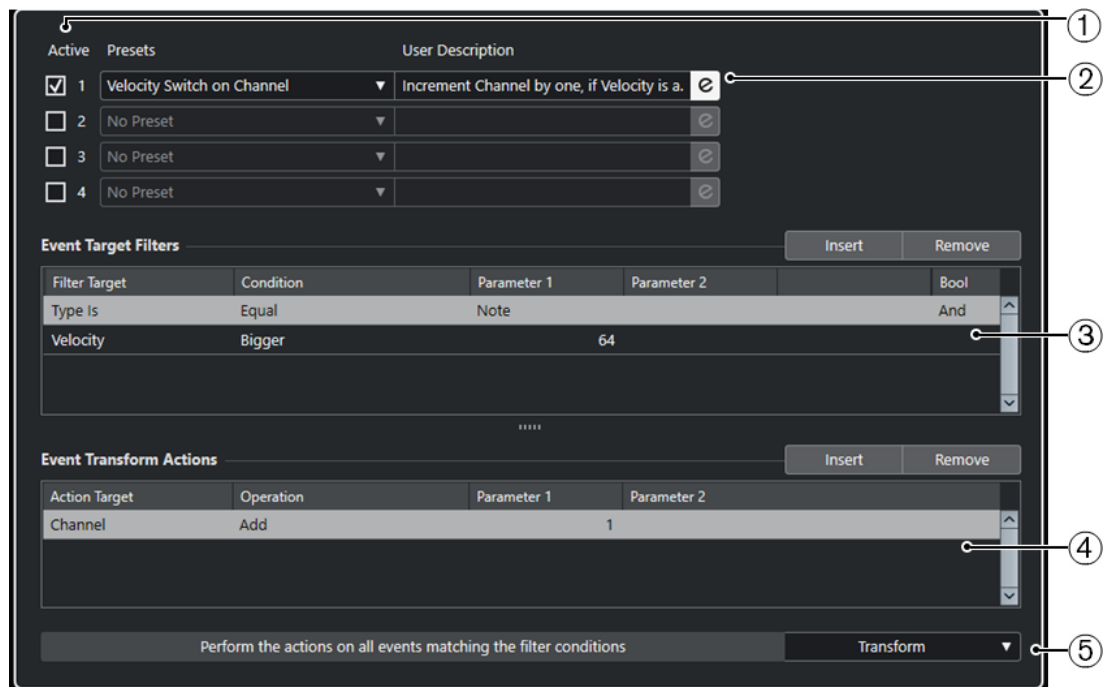 1
Active Presets User Description
1 Velocity Switch on Channel Increment Channel by one, if Velocity is a. e
2
2 No Preset e
3 No Preset e
4 No Preset e
Event Target Filters Insert Remove
Filter Target Condition Parameter 1 Parameter 2 Bool
Type Is Equal Note And
Velocity Bigger 64
3
Event Transform Actions Insert Remove
Action Target Operation Parameter 1 Parameter 2
Channel Add 1
4
Perform the actions on all events matching the filter conditions Transform
5